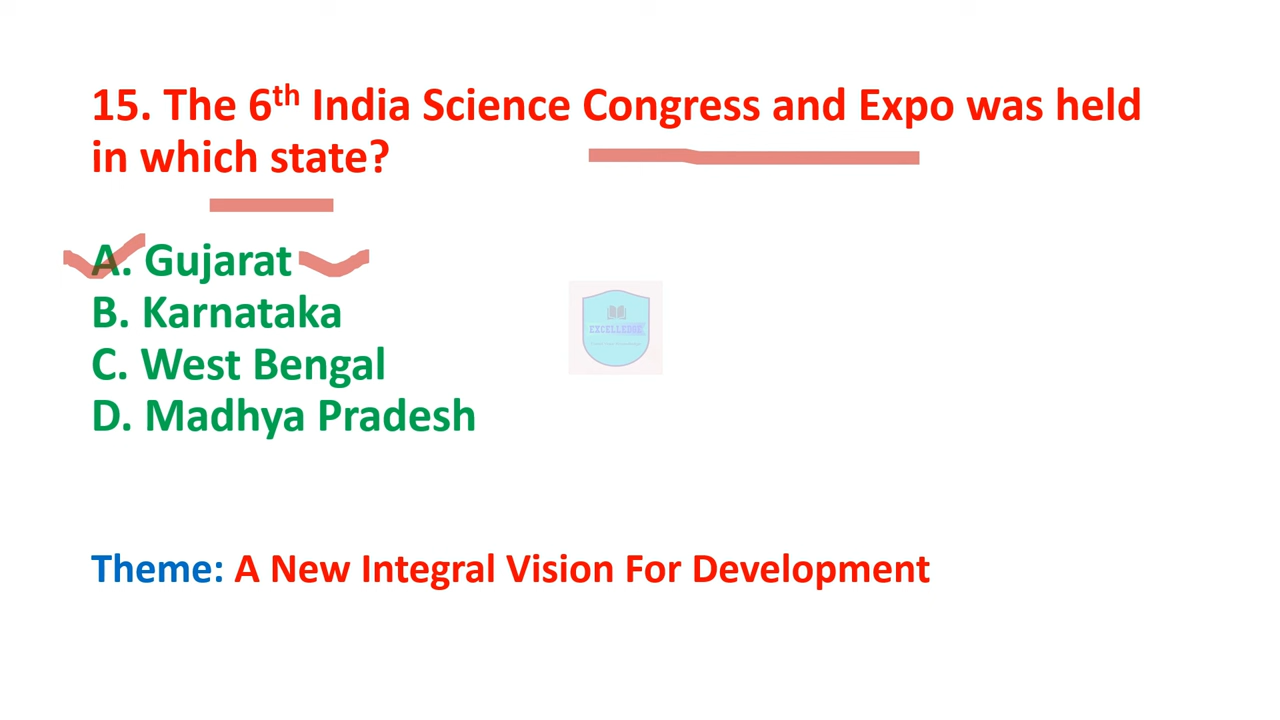 15. The 6th India Science Congress and Expo was held
in which state?
A. Gujarat
B. Karnataka
C. West Bengal
D. Madhya Pradesh
EXCELLENCE
Theme: A New Integral Vision For Development